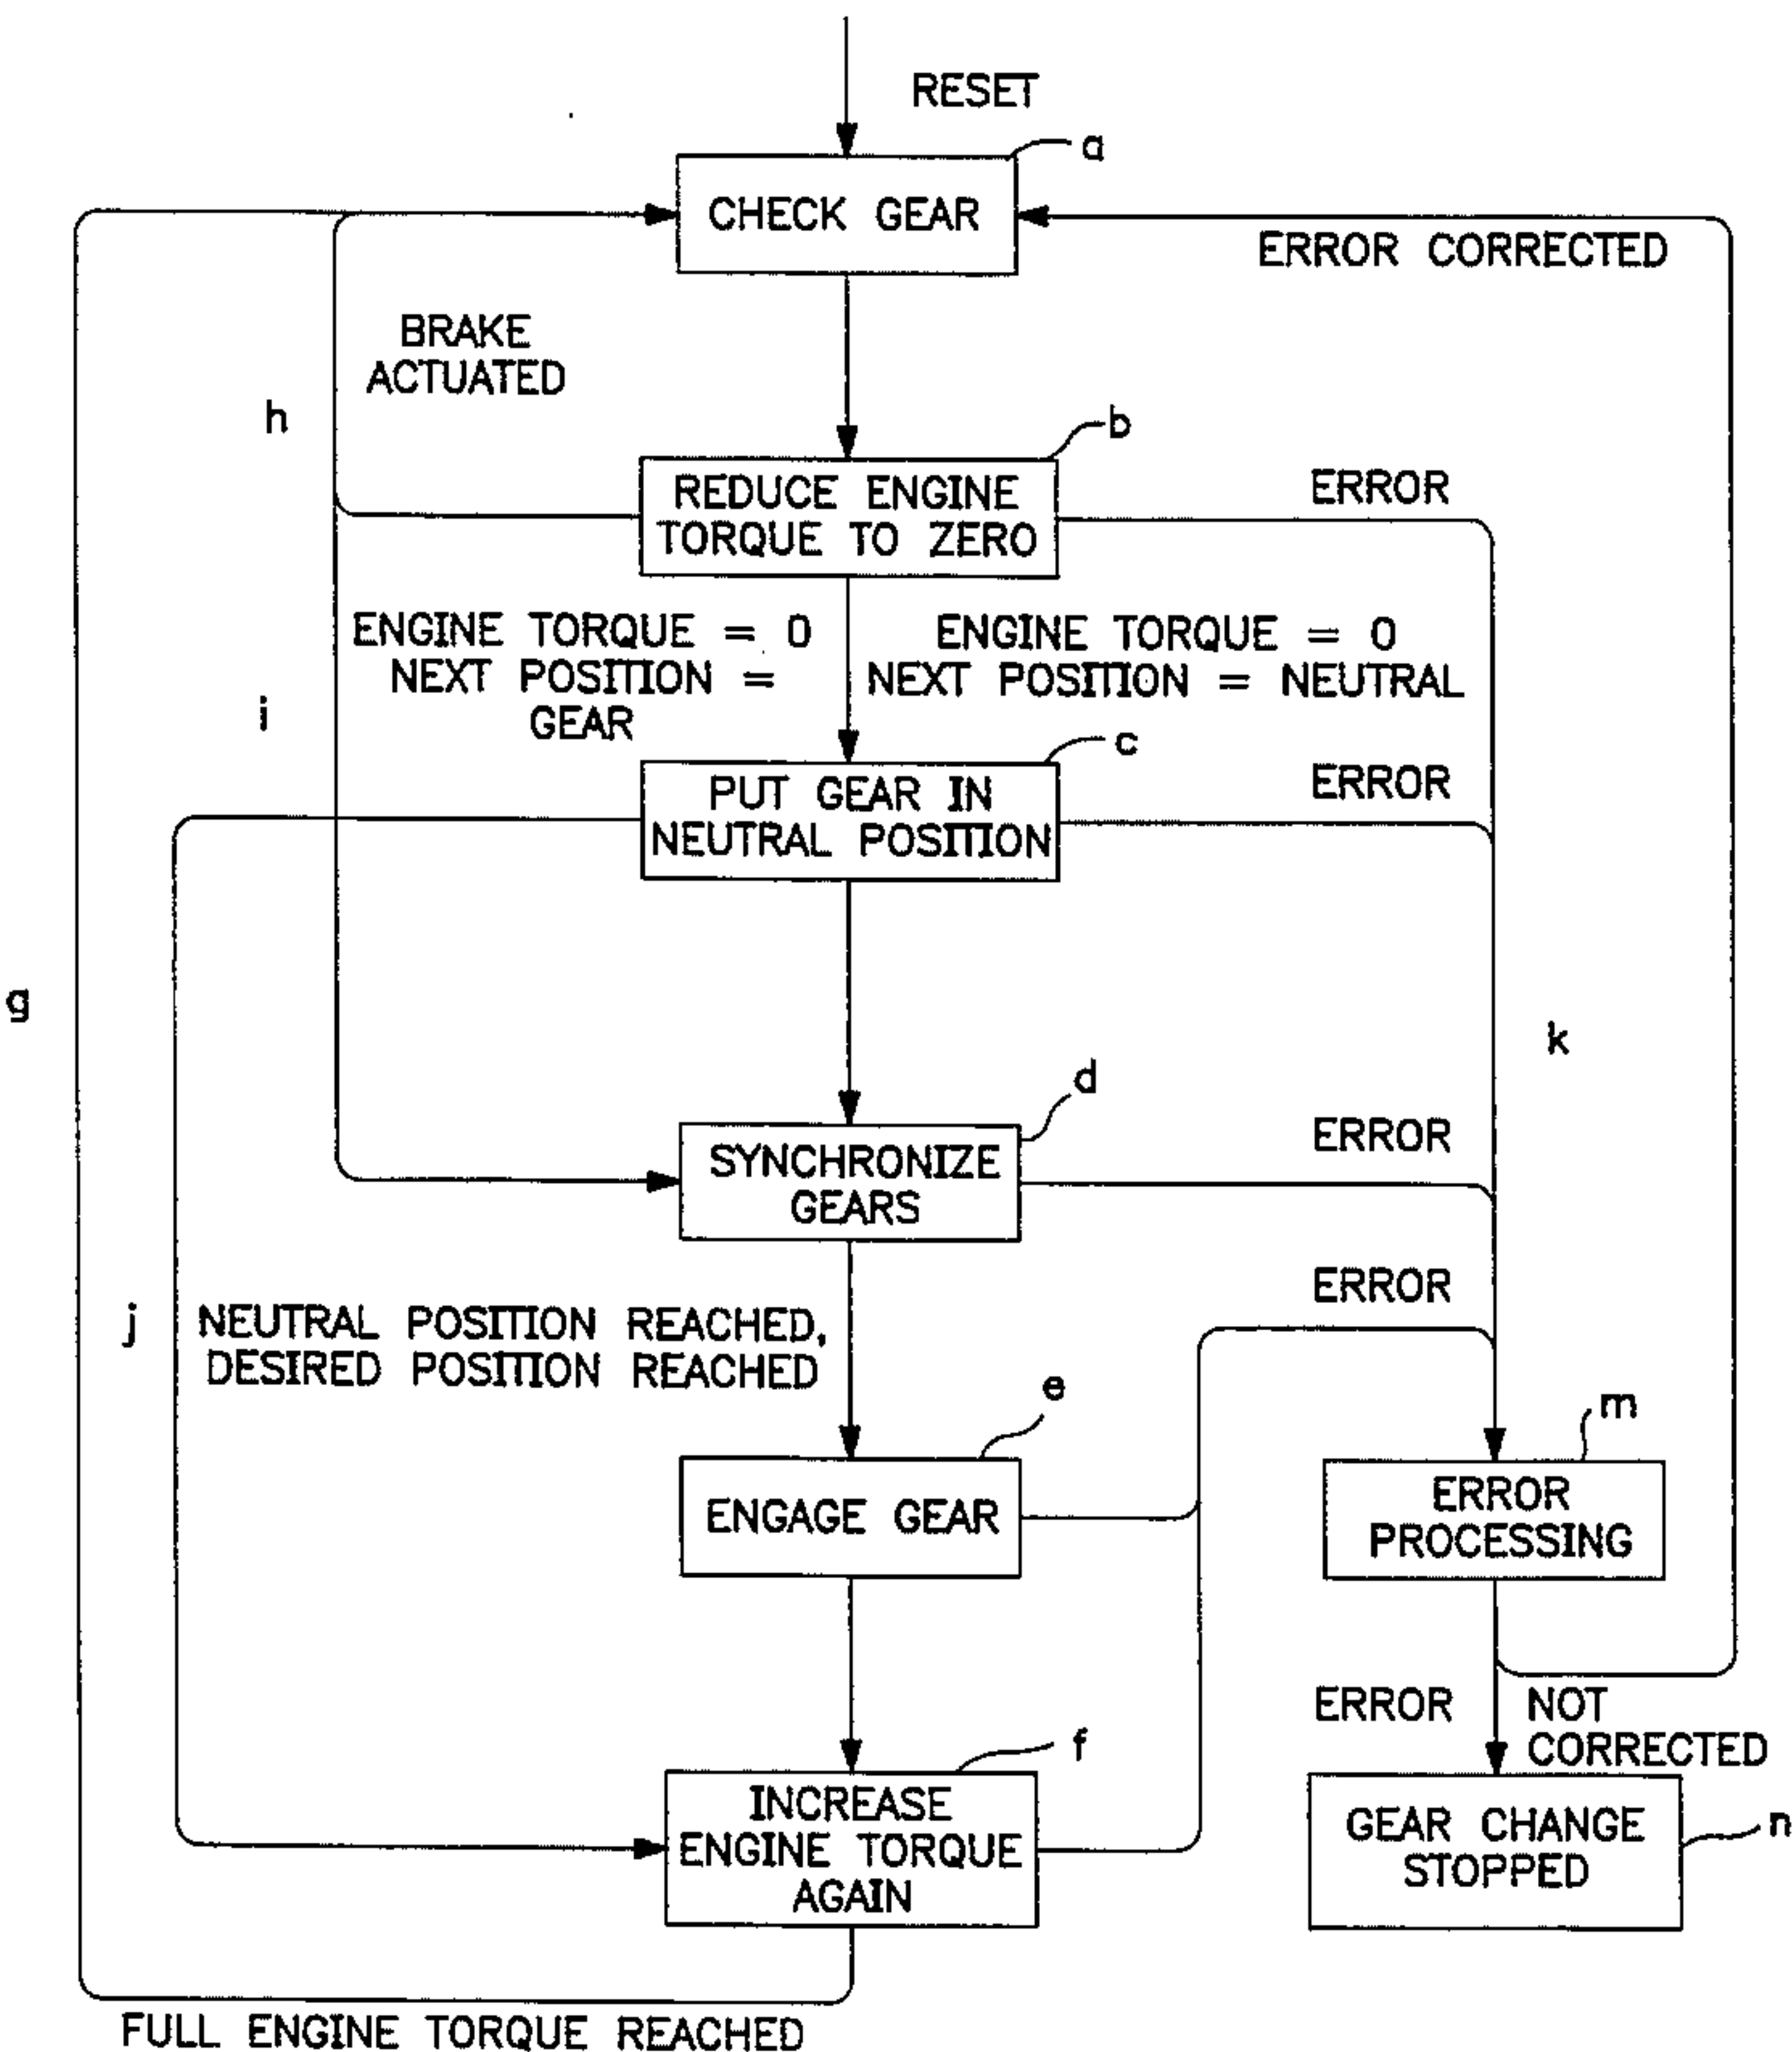 RESET
a
CHECK GEAR
ERROR CORRECTED
BRAKE
ACTUATED
h
b
REDUCE ENGINE
TORQUE TO ZERO
ERROR
ENGINE TORQUE = 0
NEXT POSITION =
GEAR
ENGINE TORQUE = 0
NEXT POSITION = NEUTRAL
i
c
PUT GEAR IN
NEUTRAL POSITION
ERROR
g
k
d
SYNCHRONIZE
GEARS
ERROR
ERROR
j
NEUTRAL POSITION REACHED,
DESIRED POSITION REACHED
e
ENGAGE GEAR
m
ERROR
PROCESSING
ERROR
NOT
CORRECTED
f
INCREASE
ENGINE TORQUE
AGAIN
GEAR CHANGE
STOPPED
n
FULL ENGINE TORQUE REACHED